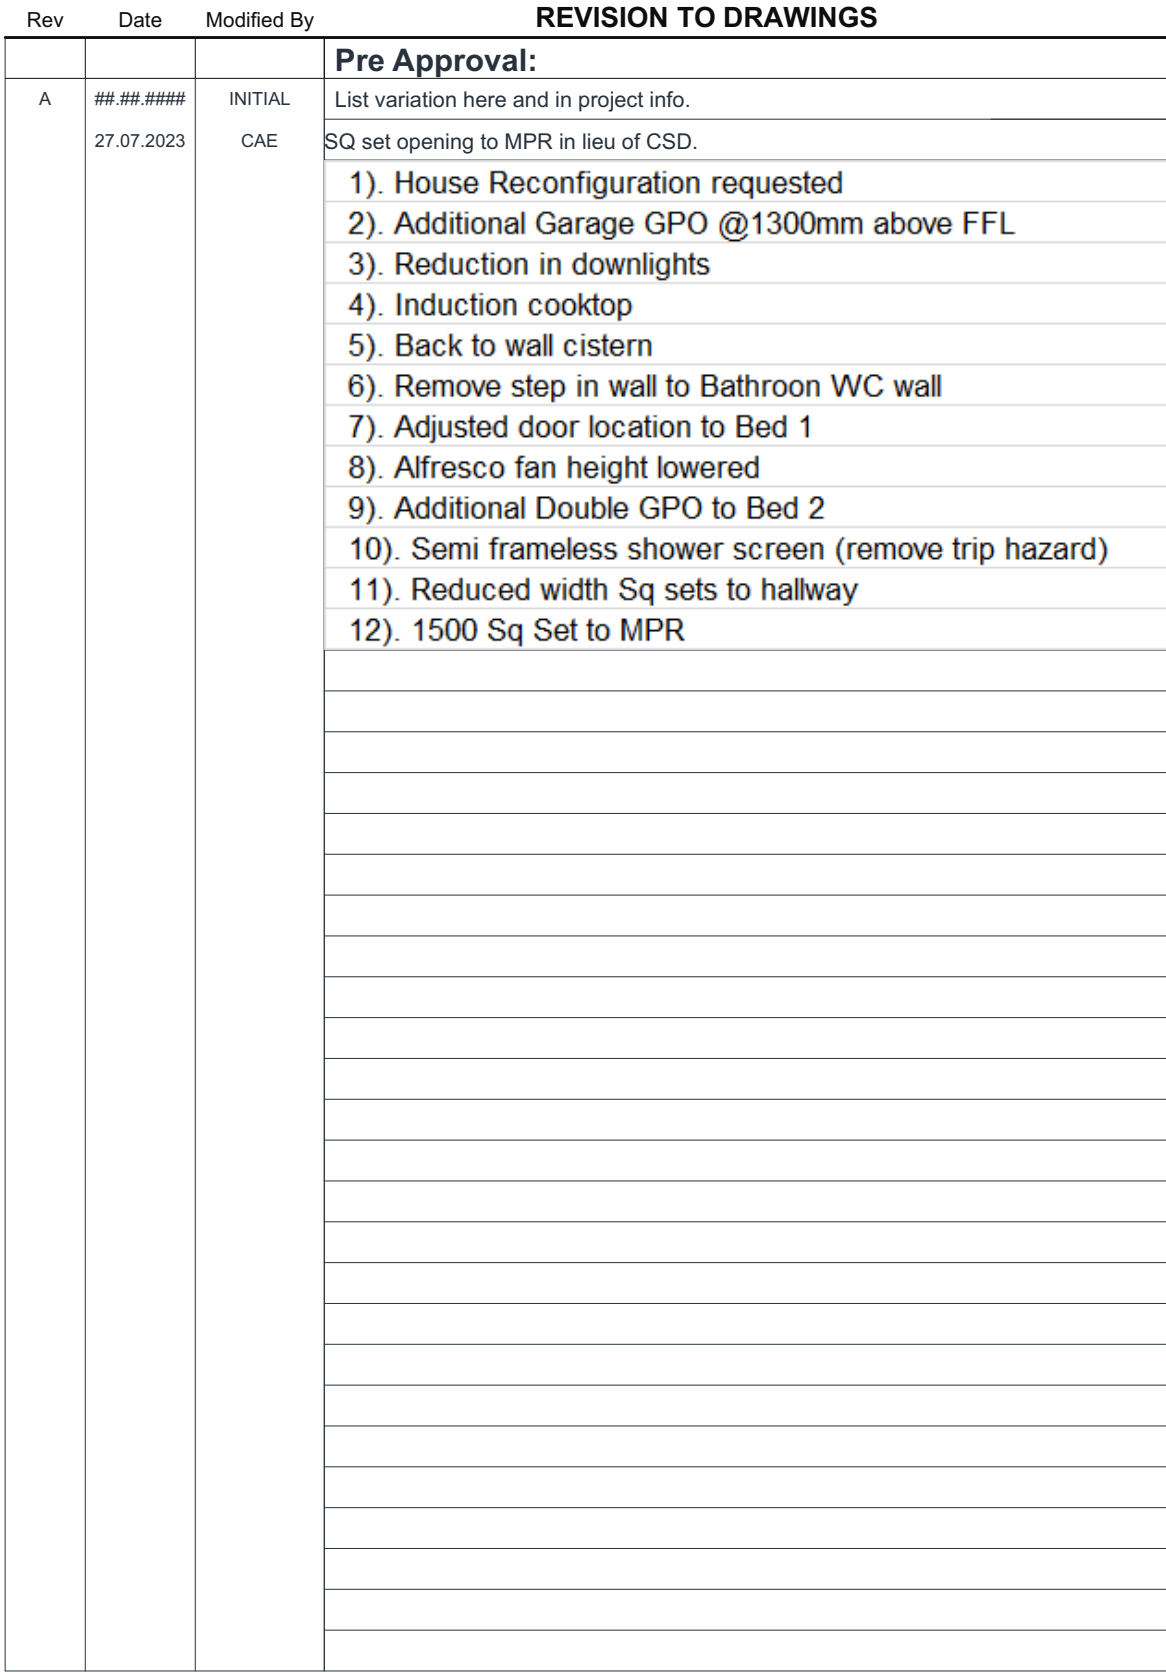 Rev Date Modified By REVISION TO DRAWINGS
Pre Approval:
A ##.##.#### INITIAL List variation here and in project info.
27.07.2023 CAE SQ set opening to MPR in lieu of CSD.
1). House Reconfiguration requested
2). Additional Garage GPO @1300mm above FFL
3). Reduction in downlights
4). Induction cooktop
5). Back to wall cistern
6). Remove step in wall to Bathroon WC wall
7). Adjusted door location to Bed 1
8). Alfresco fan height lowered
9). Additional Double GPO to Bed 2
10). Semi frameless shower screen (remove trip hazard)
11). Reduced width Sq sets to hallway
12). 1500 Sq Set to MPR